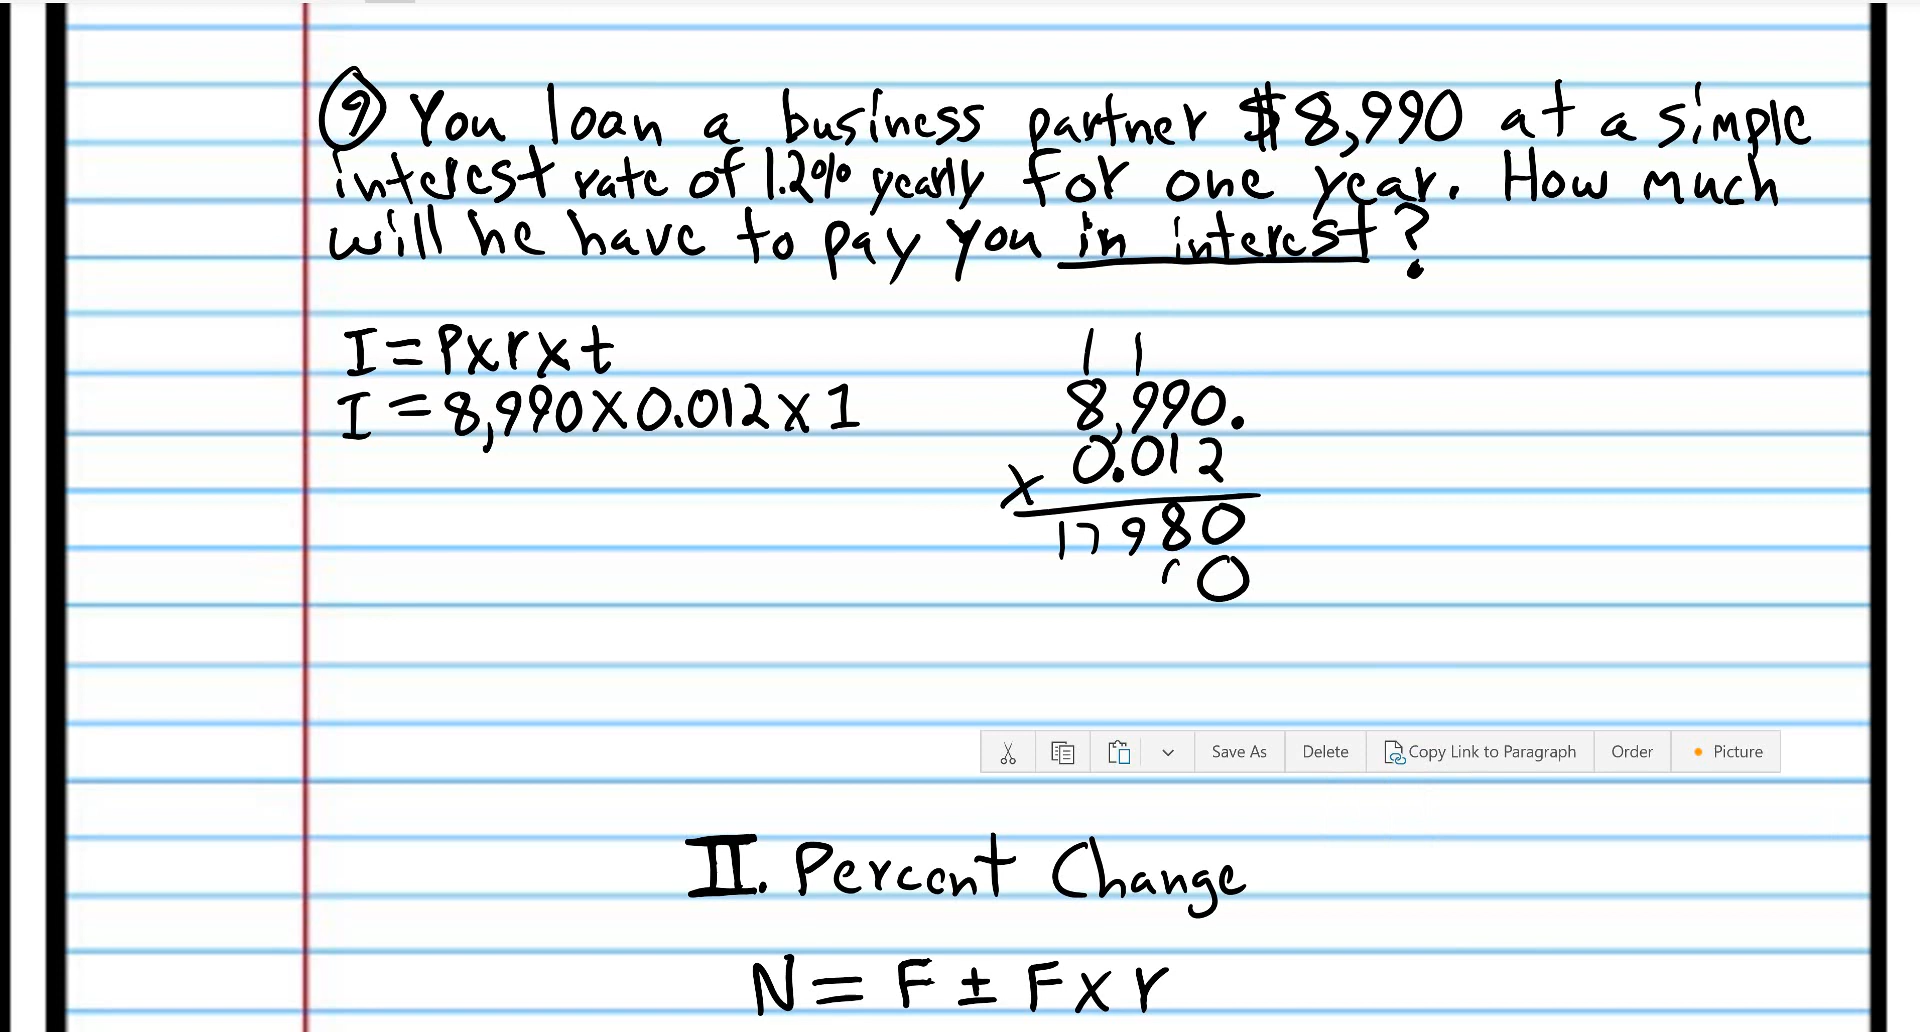 9 You loan a business partner $8,990 at a simple
interest rate of 1.2% yearly for one year. How much
will he have to pay you in interest?
I = P x r x t
I = 8,990 x 0.012 x 1
1 1
8,990.
x 0.012
17980
0
Save As Delete Copy Link to Paragraph Order Picture
II. Percent Change
N = F ± F x r